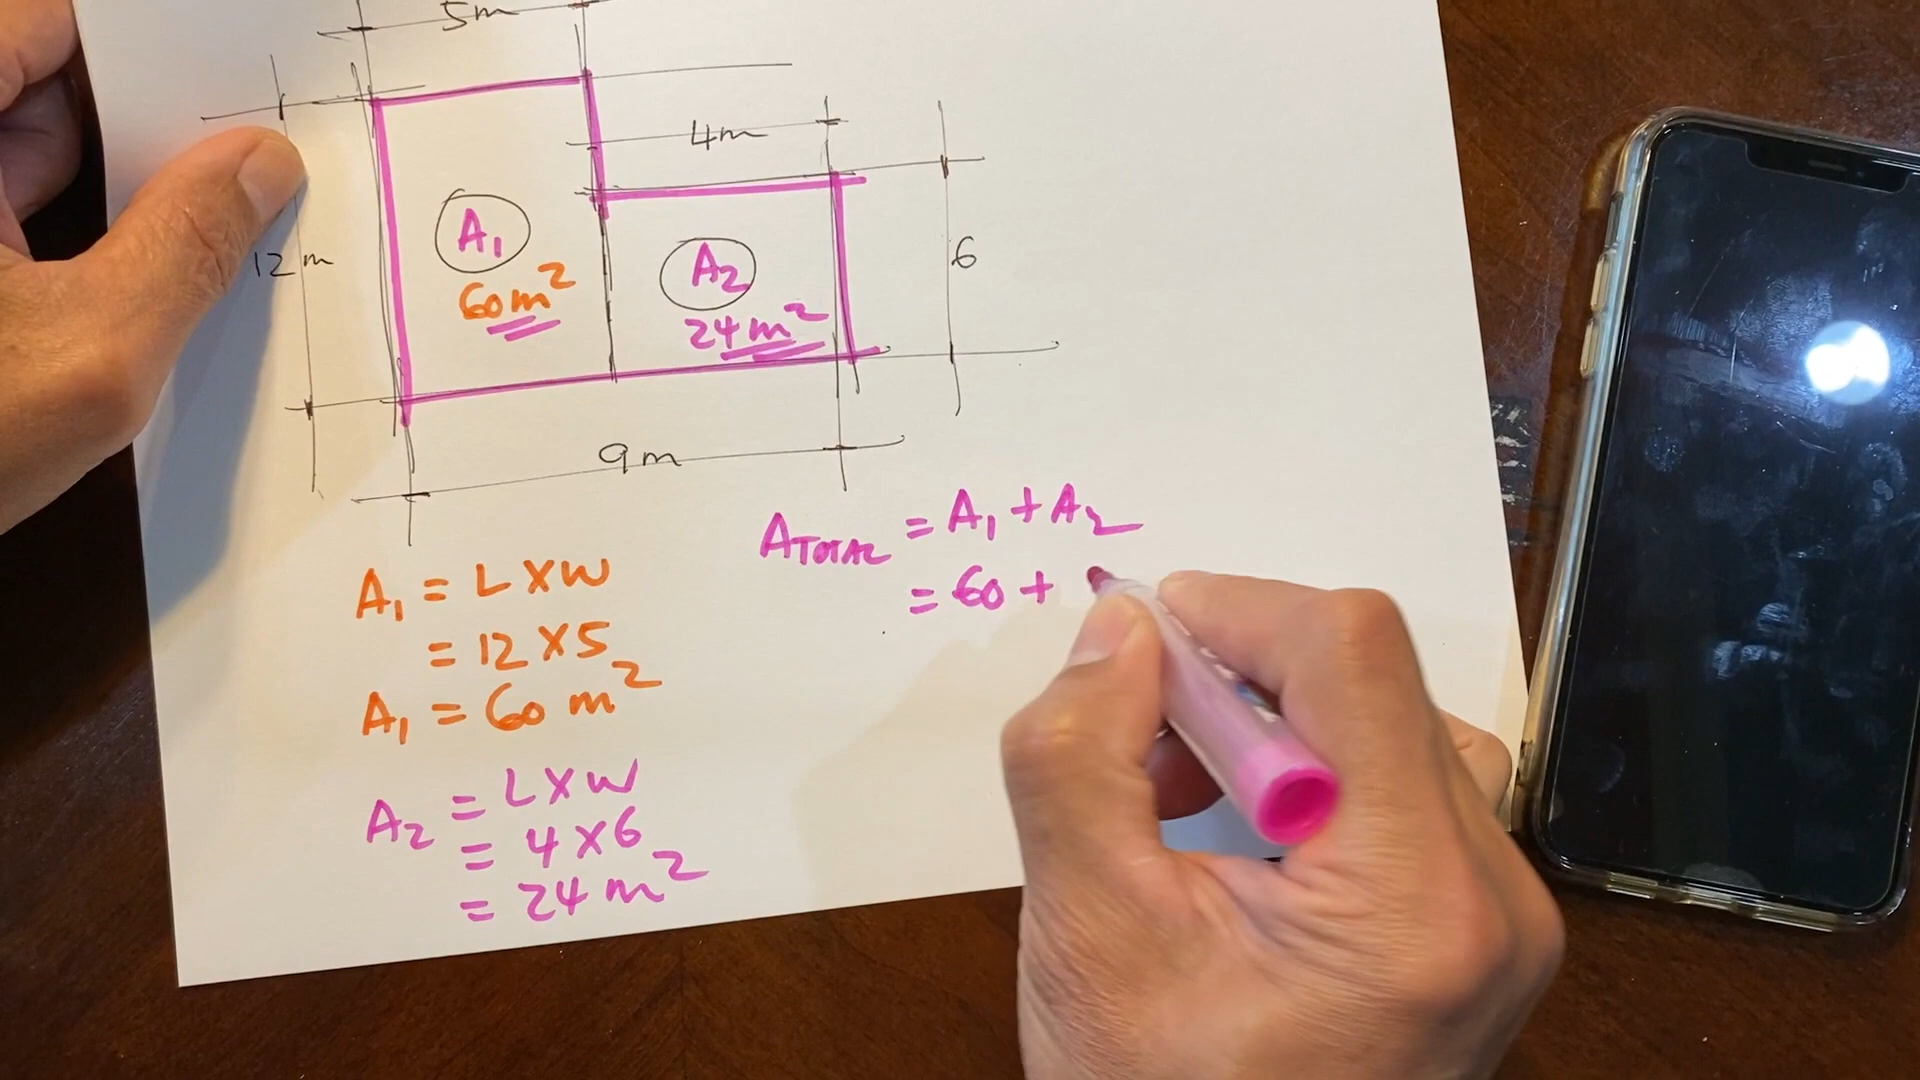 5m
4m
12m
A₁
60m²
A₂
24m²
6
9m
A₁ = L X W
= 12 X 5
A₁ = 60 m²
A₂ = L X W
= 4 X 6
= 24 m²
ATOTAL = A₁ + A₂
= 60 +